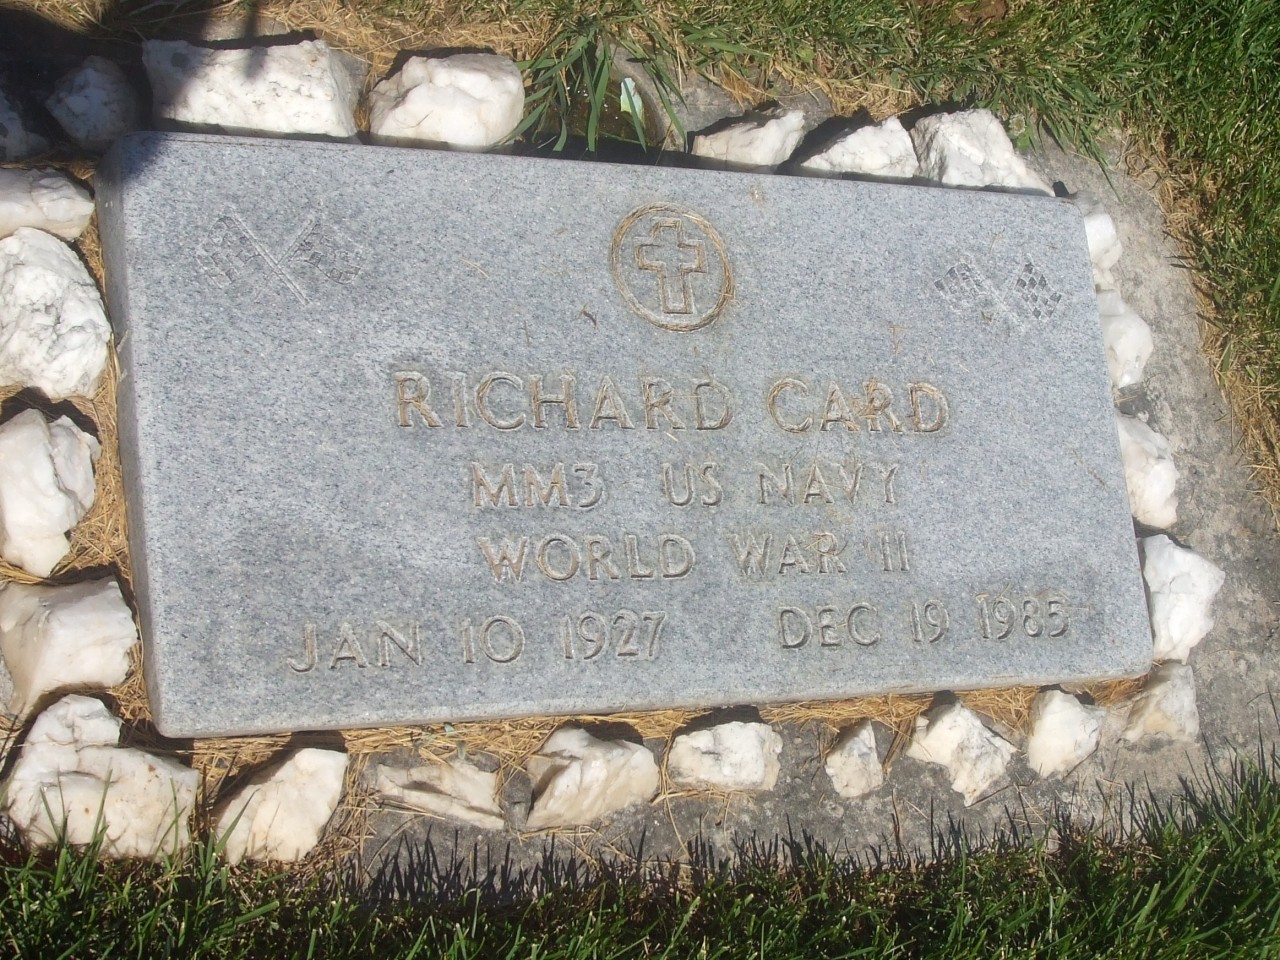 RICHARD CARD
MM3 US NAVY
WORLD WAR II
JAN 10 1927 DEC 19 1985